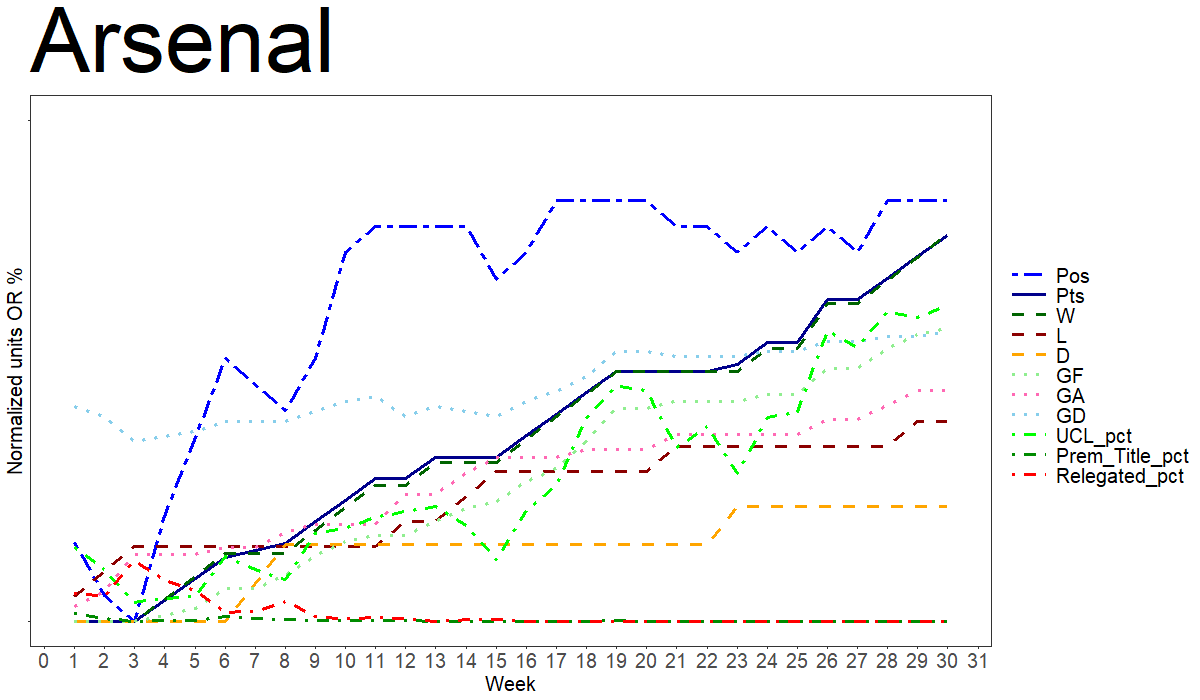 Arsenal
Normalized units OR %
Pos
Pts
W
L
D
GF
GA
GD
UCL_pct
Prem_Title_pct
Relegated_pct
0 1 2 3 4 5 6 7 8 9 10 11 12 13 14 15 16 17 18 19 20 21 22 23 24 25 26 27 28 29 30 31
Week